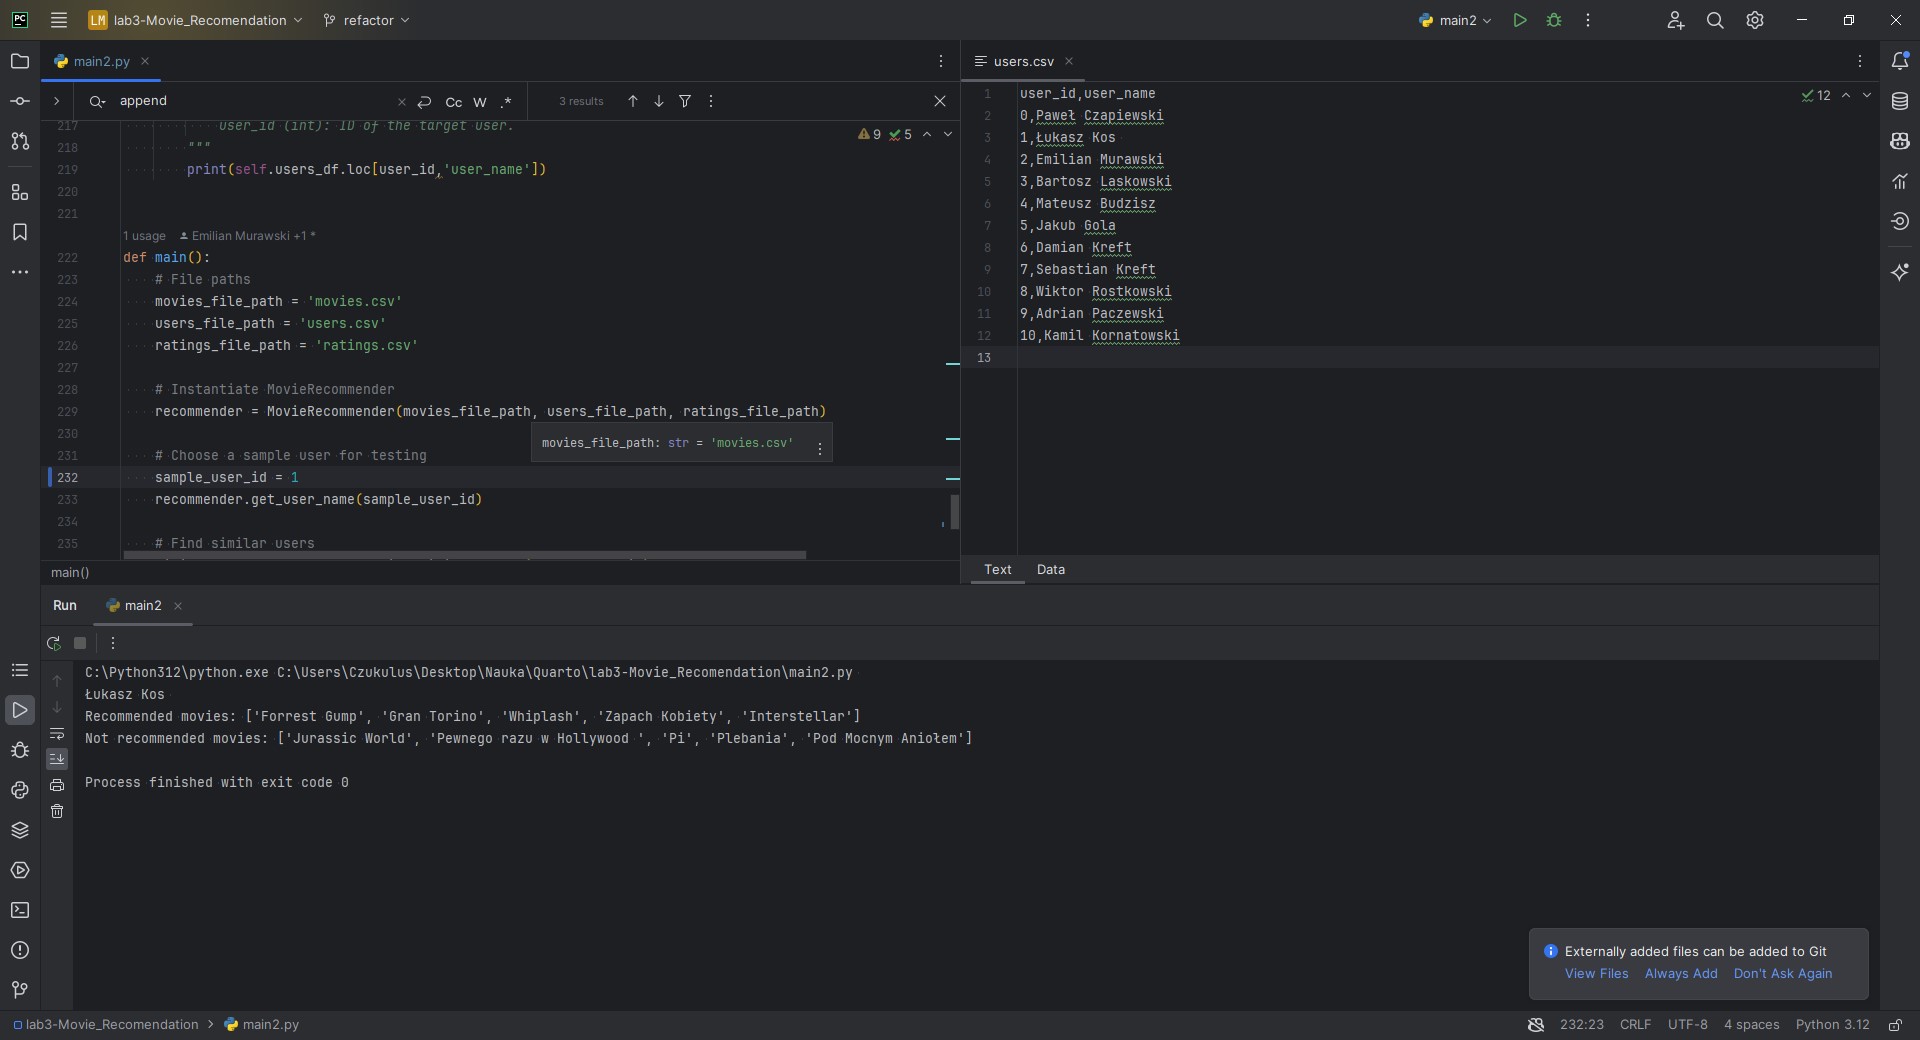 PC
LM lab3-Movie_Recomendation refactor main2
main2.py
append
Cc W .*
3 results
217 user_id (int): ID of the target user.
9 5
218 """
219 print(self.users_df.loc[user_id,'user_name'])
220
221
1 usage Emilian Murawski +1 *
222 def main():
223 # File paths
224 movies_file_path = 'movies.csv'
225 users_file_path = 'users.csv'
226 ratings_file_path = 'ratings.csv'
227
228 # Instantiate MovieRecommender
229 recommender = MovieRecommender(movies_file_path, users_file_path, ratings_file_path)
230
movies_file_path: str = 'movies.csv'
231 # Choose a sample user for testing
232 sample_user_id = 1
233 recommender.get_user_name(sample_user_id)
234
235 # Find similar users
main()
users.csv
1 user_id,user_name
12
2 0,Paweł Czapiewski
3 1,Łukasz Kos
4 2,Emilian Murawski
5 3,Bartosz Laskowski
6 4,Mateusz Budzisz
7 5,Jakub Gola
8 6,Damian Kreft
9 7,Sebastian Kreft
10 8,Wiktor Rostkowski
11 9,Adrian Paczewski
12 10,Kamil Kornatowski
13
Text Data
Run main2
C:\Python312\python.exe C:\Users\Czukulus\Desktop\Nauka\Quarto\lab3-Movie_Recomendation\main2.py
Łukasz Kos
Recommended movies: ['Forrest Gump', 'Gran Torino', 'Whiplash', 'Zapach Kobiety', 'Interstellar']
Not recommended movies: ['Jurassic World', 'Pewnego razu w Hollywood ', 'Pi', 'Plebania', 'Pod Mocnym Aniołem']
Process finished with exit code 0
Externally added files can be added to Git
View Files Always Add Don't Ask Again
lab3-Movie_Recomendation > main2.py
232:23 CRLF UTF-8 4 spaces Python 3.12